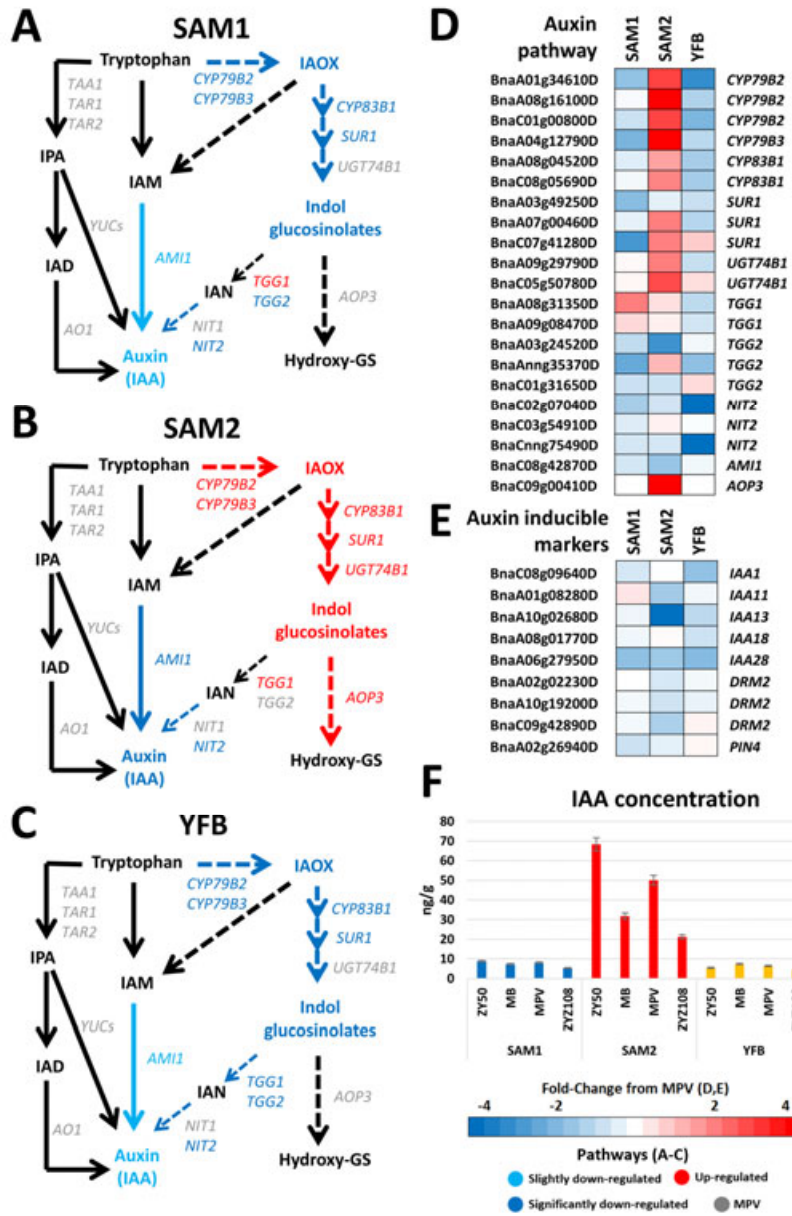 A
SAM1
Tryptophan
TAA1
TAR1
TAR2
CYP79B2
CYP79B3
IAOX
CYP83B1
SUR1
UGT74B1
IPA
IAM
YUCs
AMI1
Indol
glucosinolates
IAD
IAN
TGG1
TGG2
AOP3
AO1
NIT1
NIT2
Auxin
(IAA)
Hydroxy-GS
B
SAM2
Tryptophan
TAA1
TAR1
TAR2
CYP79B2
CYP79B3
IAOX
CYP83B1
SUR1
UGT74B1
IPA
IAM
YUCs
AMI1
Indol
glucosinolates
IAD
IAN
TGG1
TGG2
AOP3
AO1
NIT1
NIT2
Auxin
(IAA)
Hydroxy-GS
C
YFB
Tryptophan
TAA1
TAR1
TAR2
CYP79B2
CYP79B3
IAOX
CYP83B1
SUR1
UGT74B1
IPA
IAM
YUCs
AMI1
Indol
glucosinolates
IAD
IAN
TGG1
TGG2
AOP3
AO1
NIT1
NIT2
Auxin
(IAA)
Hydroxy-GS
D
Auxin
pathway
SAM1
SAM2
YFB
BnaA01g34610D CYP79B2
BnaA08g16100D CYP79B2
BnaC01g00800D CYP79B2
BnaA04g12790D CYP79B3
BnaA08g04520D CYP83B1
BnaC08g05690D CYP83B1
BnaA03g49250D SUR1
BnaA07g00460D SUR1
BnaC07g41280D SUR1
BnaA09g29790D UGT74B1
BnaC05g50780D UGT74B1
BnaA08g31350D TGG1
BnaA09g08470D TGG1
BnaA03g24520D TGG2
BnaAnng35370D TGG2
BnaC01g31650D TGG2
BnaC02g07040D NIT2
BnaC03g54910D NIT2
BnaCnng75490D NIT2
BnaC08g42870D AMI1
BnaC09g00410D AOP3
E
Auxin inducible
markers
SAM1
SAM2
YFB
BnaC08g09640D IAA1
BnaA01g08280D IAA11
BnaA10g02680D IAA13
BnaA08g01770D IAA18
BnaA06g27950D IAA28
BnaA02g02230D DRM2
BnaA10g19200D DRM2
BnaC09g42890D DRM2
BnaA02g26940D PIN4
F
IAA concentration
ng/g
80
70
60
50
40
30
20
10
0
ZY50 MB MPV ZY2108 ZY50 MB MPV ZY2108 ZY50 MB MPV
SAM1 SAM2 YFB
Fold-Change from MPV (D,E)
-4 -2 2 4
Pathways (A-C)
Slightly down-regulated Up-regulated
Significantly down-regulated MPV